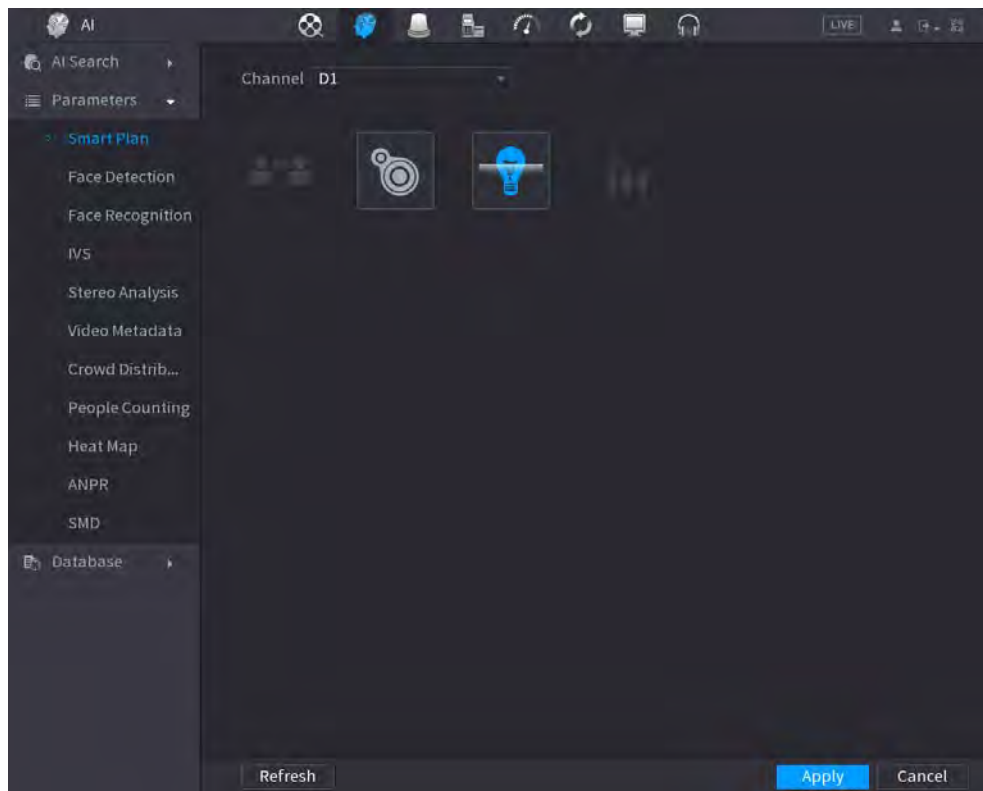 AI
LIVE
AI Search
Channel D1
Parameters
Smart Plan
Face Detection
Face Recognition
IVS
Stereo Analysis
Video Metadata
Crowd Distrib...
People Counting
Heat Map
ANPR
SMD
Database
Refresh
Apply
Cancel